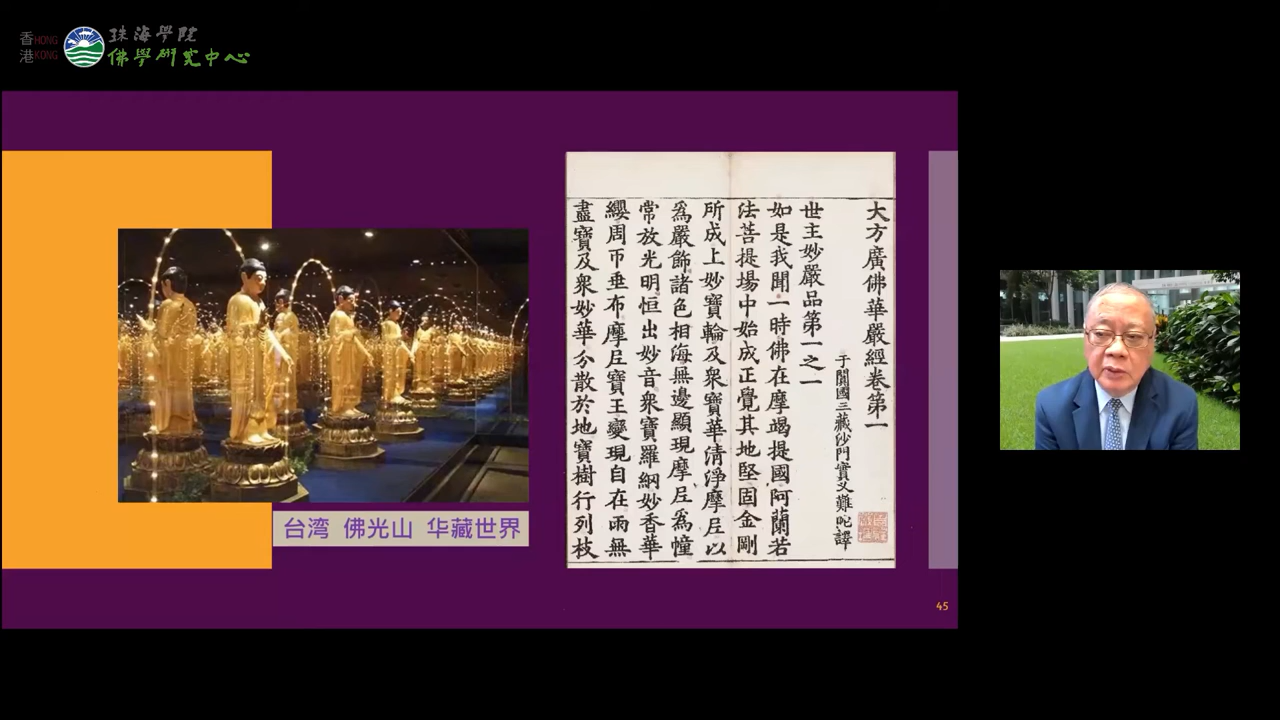 香港 HONG KONG
珠海學院
佛學研究中心
大方廣佛華嚴經卷第一
于闐國三藏沙門實叉難陀譯
世主妙嚴品第一之一
如是我聞一時佛在摩竭提國阿蘭若
法菩提場中始成正覺其地堅固金剛
所成上妙寶輪及衆寶華清淨摩尼以
爲嚴飾諸色相海無邊顯現摩尼爲幢
常放光明恒出妙音衆寶羅網妙香華
纓周帀垂布摩尼寶王變現自在雨無
盡寶及衆妙華分散於地寶樹行列枝
台湾 佛光山 华藏世界
45